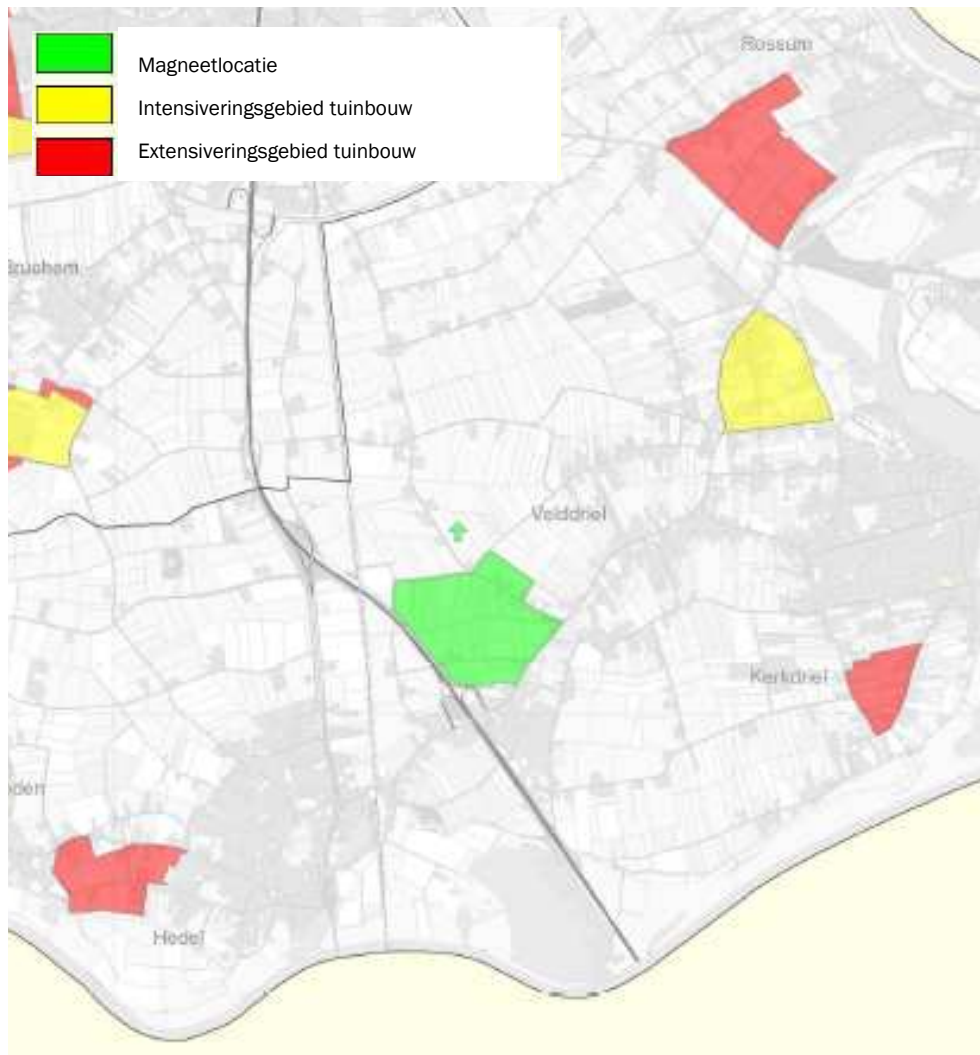 Magneetlocatie
Intensiveringsgebied tuinbouw
Extensiveringsgebied tuinbouw
Rossum
Velddriel
Kerkdriel
Hedel